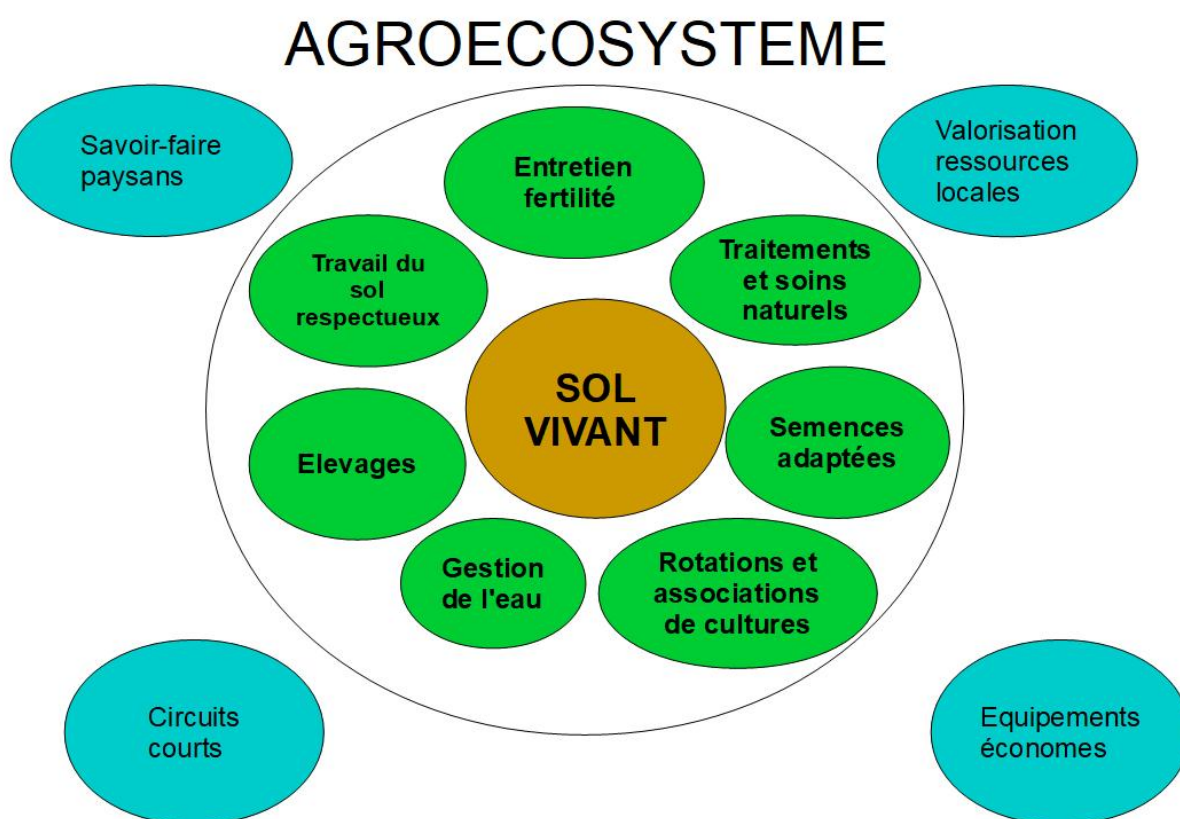 AGROECOSYSTEME
Savoir-faire
paysans
Valorisation
ressources
locales
Entretien
fertilité
Travail du
sol
respectueux
Traitements
et soins
naturels
SOL
VIVANT
Elevages
Semences
adaptées
Gestion
de l'eau
Rotations et
associations
de cultures
Circuits
courts
Equipements
économes